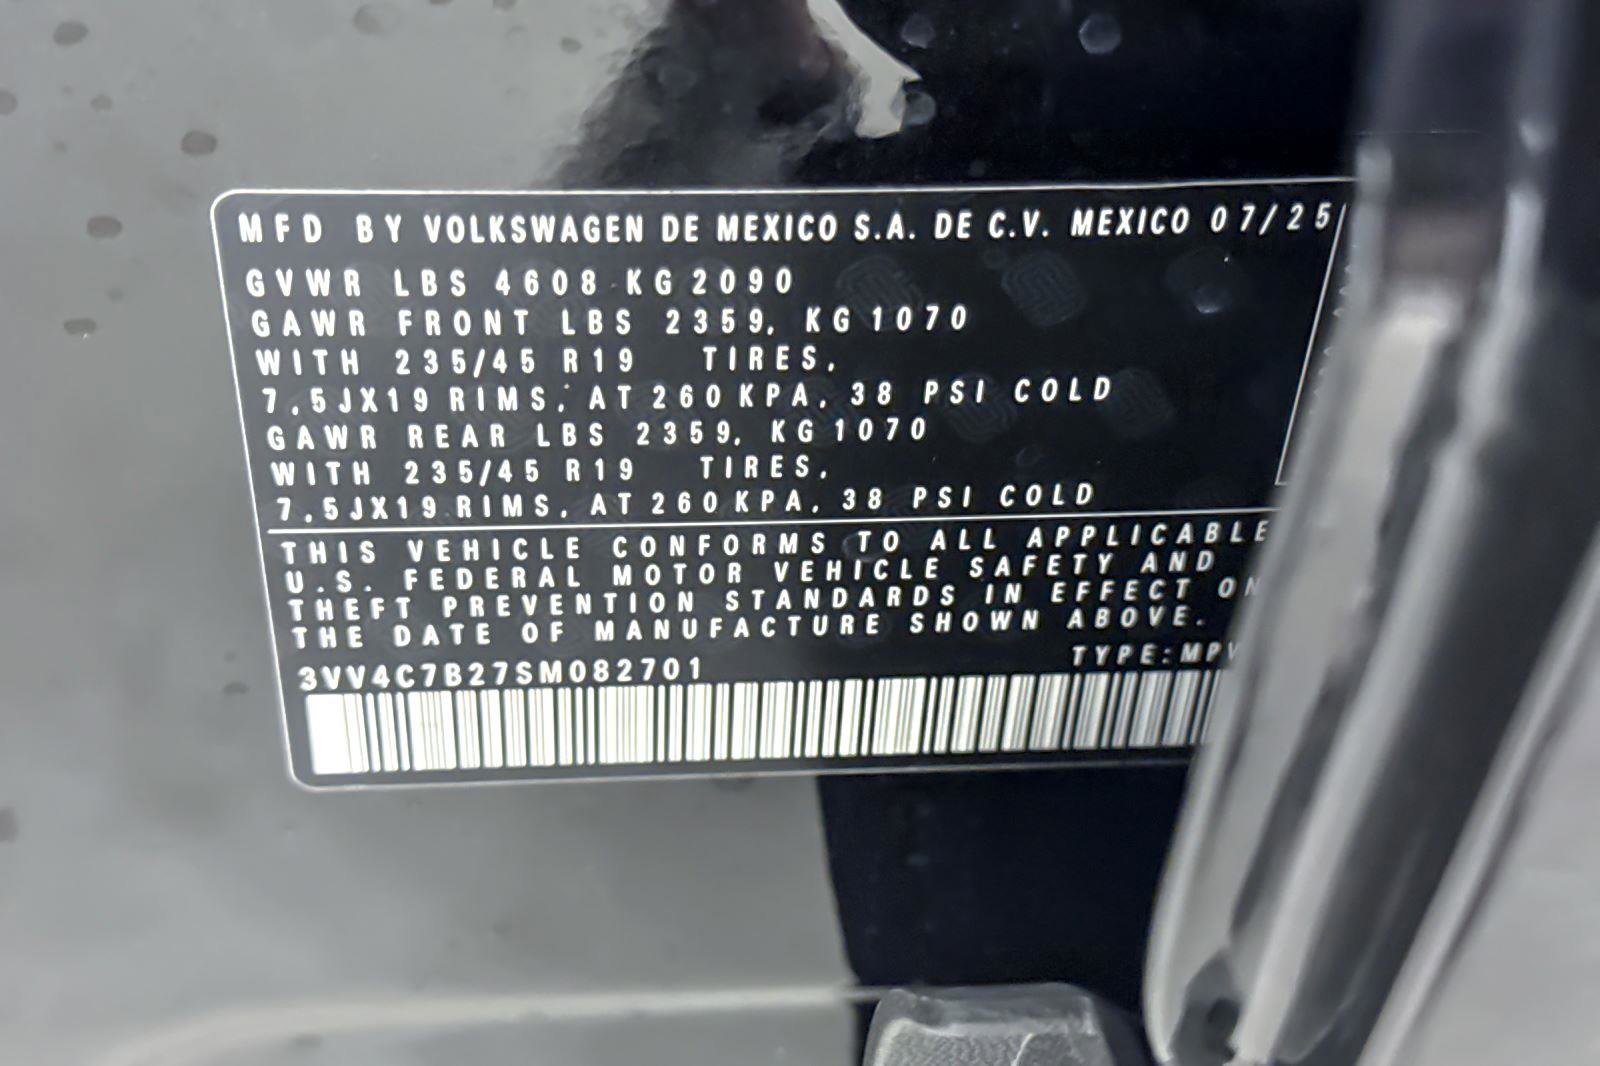 MFD BY VOLKSWAGEN DE MEXICO S.A. DE C.V. MEXICO 07/25
GVWR LBS 4608 KG 2090
GAWR FRONT LBS 2359, KG 1070
WITH 235/45 R19 TIRES,
7.5JX19 RIMS, AT 260 KPA, 38 PSI COLD
GAWR REAR LBS 2359, KG 1070
WITH 235/45 R19 TIRES,
7.5JX19 RIMS, AT 260 KPA, 38 PSI COLD
THIS VEHICLE CONFORMS TO ALL APPLICABLE
U.S. FEDERAL MOTOR VEHICLE SAFETY AND
THEFT PREVENTION STANDARDS IN EFFECT ON
THE DATE OF MANUFACTURE SHOWN ABOVE.
3VV4C7B27SM082701 TYPE:MPV